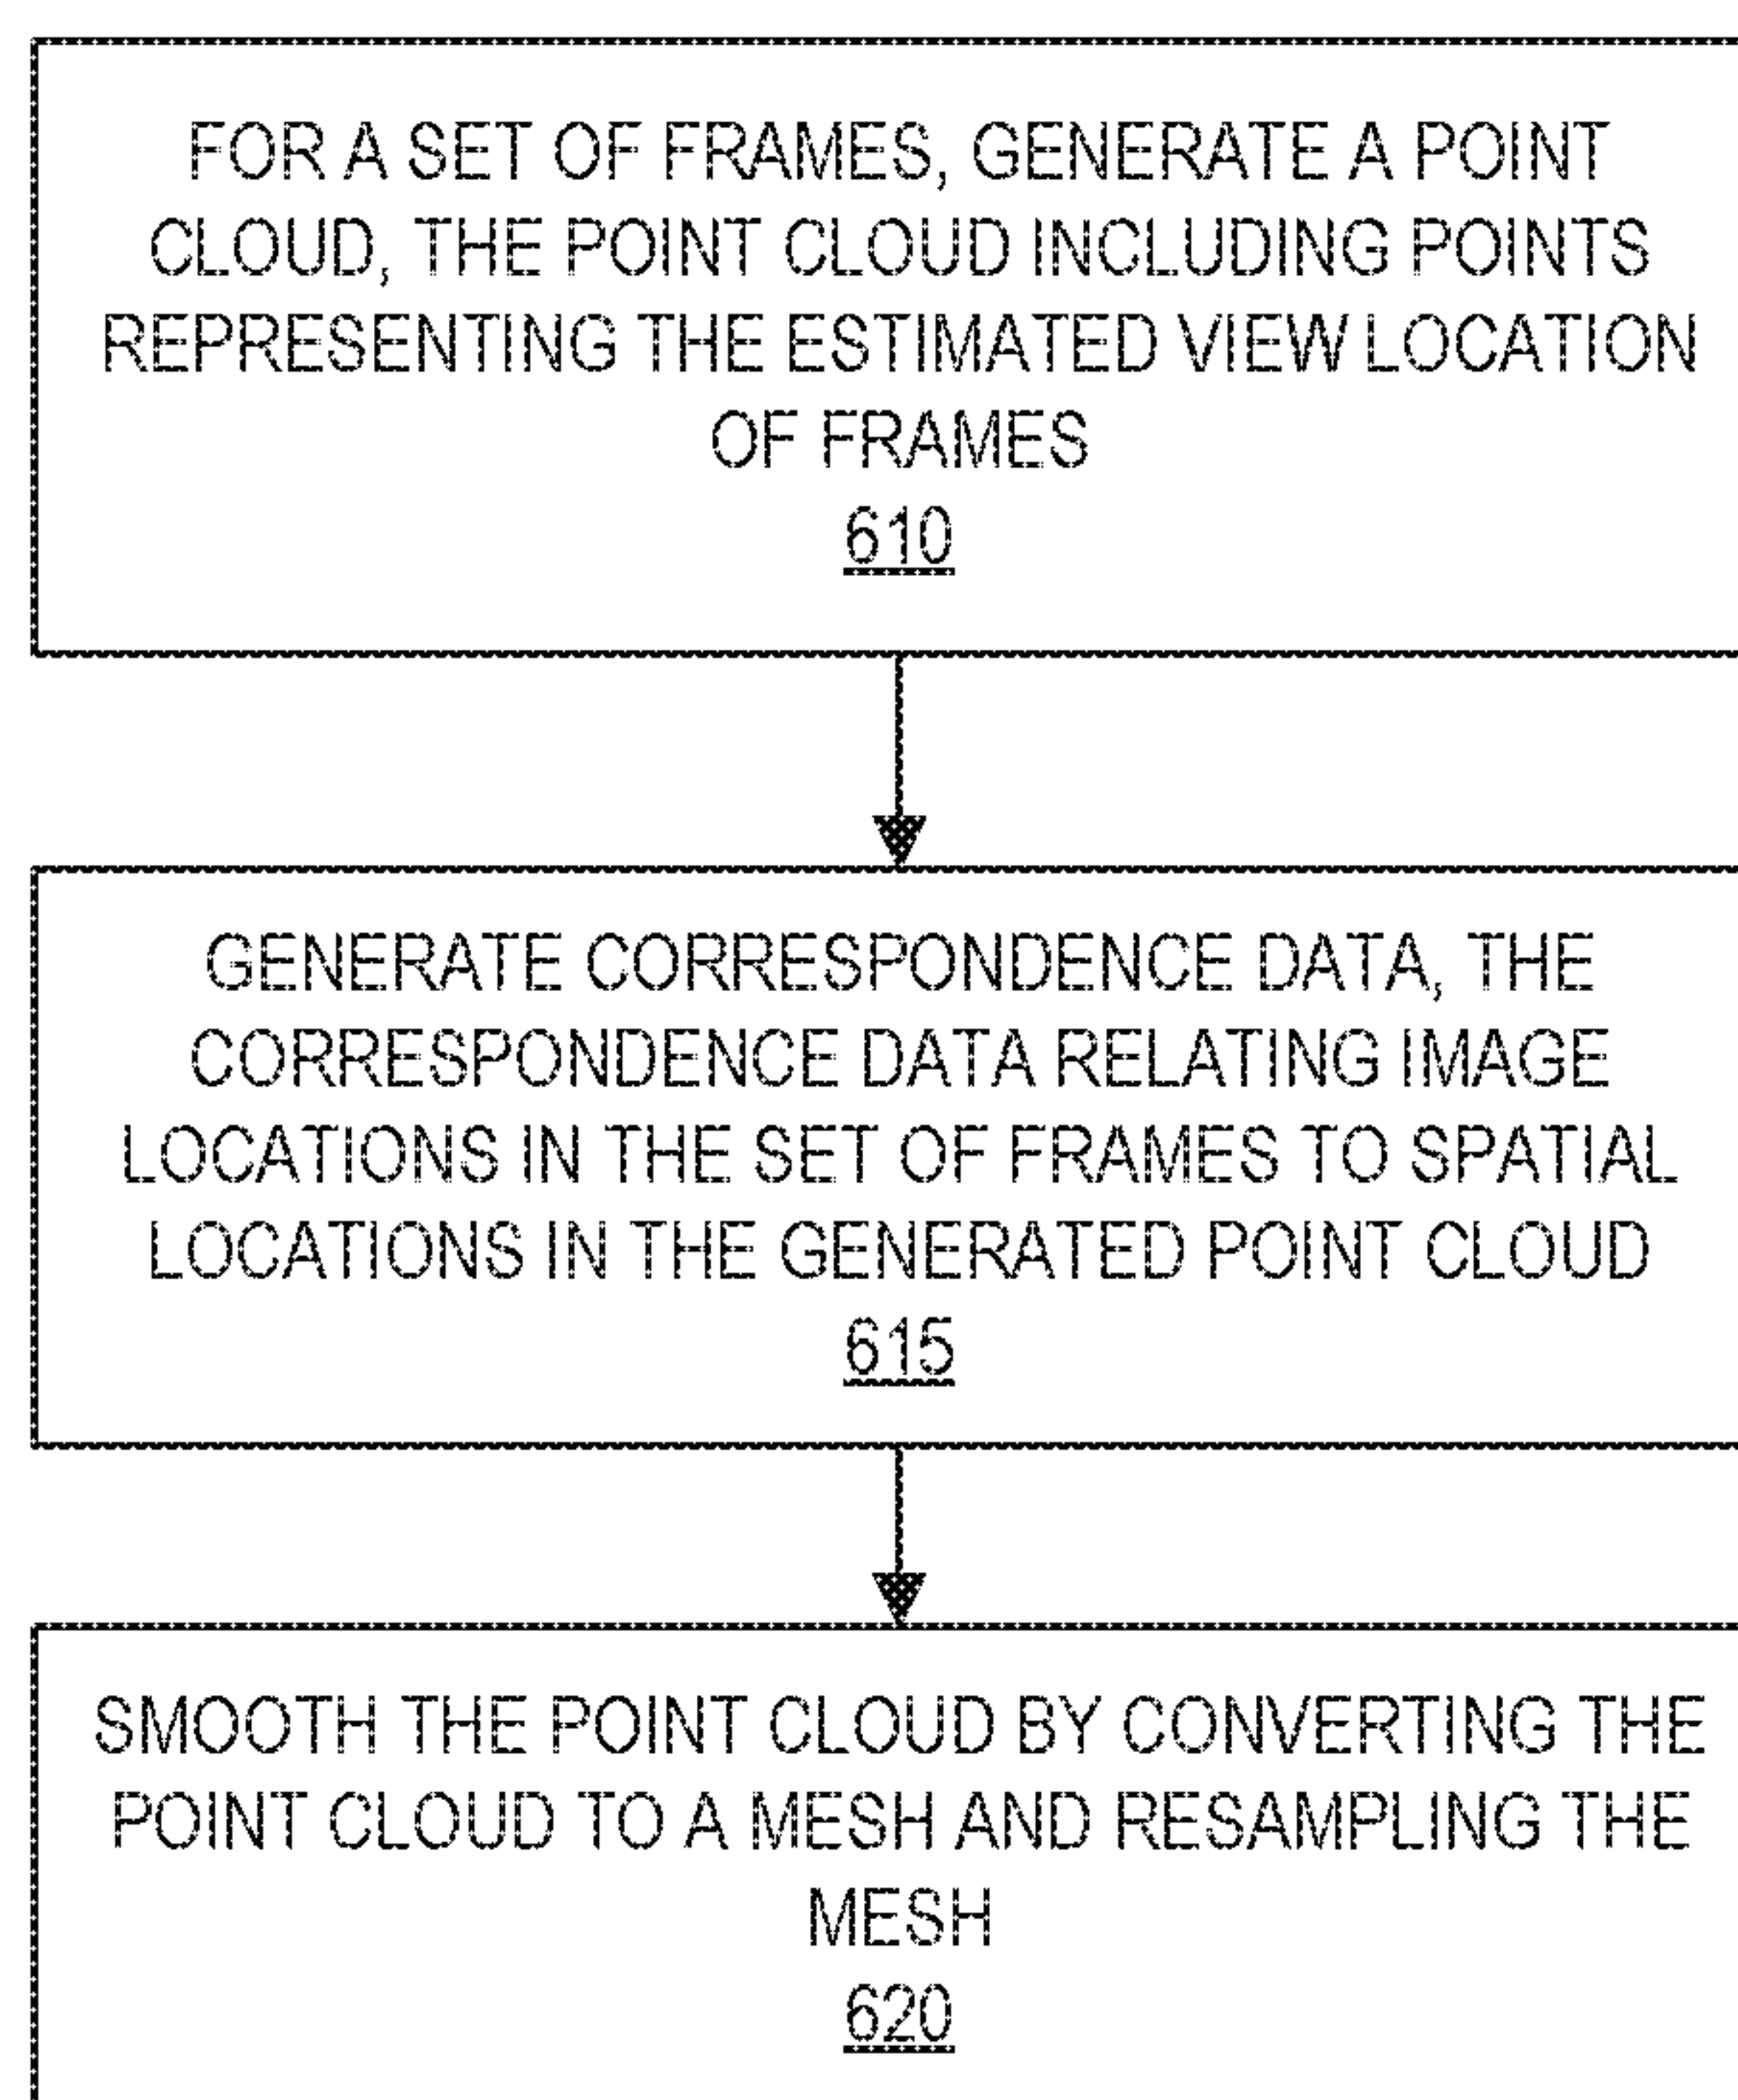 FOR A SET OF FRAMES, GENERATE A POINT
CLOUD, THE POINT CLOUD INCLUDING POINTS
REPRESENTING THE ESTIMATED VIEW LOCATION
OF FRAMES
610
GENERATE CORRESPONDENCE DATA, THE
CORRESPONDENCE DATA RELATING IMAGE
LOCATIONS IN THE SET OF FRAMES TO SPATIAL
LOCATIONS IN THE GENERATED POINT CLOUD
615
SMOOTH THE POINT CLOUD BY CONVERTING THE
POINT CLOUD TO A MESH AND RESAMPLING THE
MESH
620